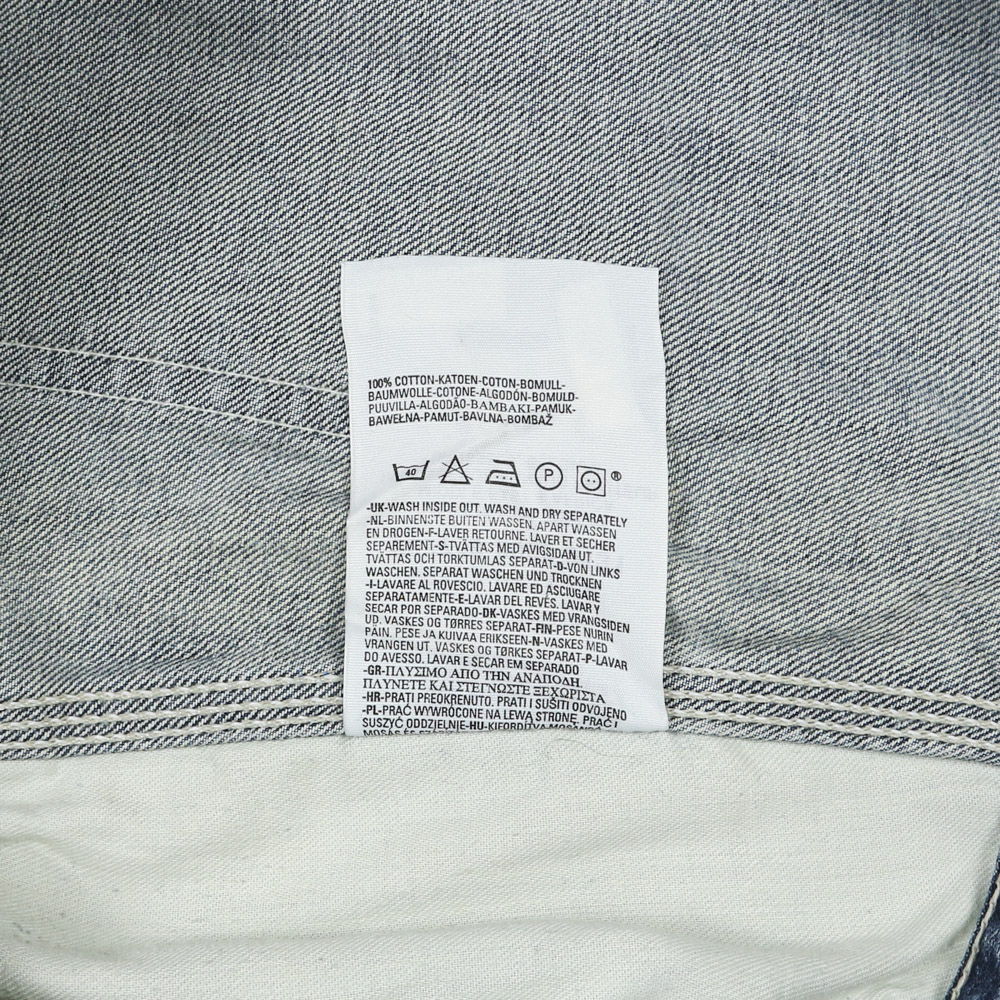 100% COTTON-KATOEN-COTON-BOMULL-
BAUMWOLLE-COTONE-ALGODÓN-BOMULD-
PUUVILLA-ALGODÃO-BAMBAKI-PAMUK-
BAWEŁNA-PAMUT-BAVLNA-BOMBAŽ
40 P ®
-UK-WASH INSIDE OUT. WASH AND DRY SEPARATELY
-NL-BINNENSTE BUITEN WASSEN. APART WASSEN
EN DROGEN-F-LAVER RETOURNE. LAVER ET SECHER
SEPAREMENT-S-TVÄTTAS MED AVIGSIDAN UT.
TVÄTTAS OCH TORKTUMLAS SEPARAT-D-VON LINKS
WASCHEN. SEPARAT WASCHEN UND TROCKNEN
-I-LAVARE AL ROVESCIO. LAVARE ED ASCIUGARE
SEPARATAMENTE-E-LAVAR DEL REVÉS. LAVAR Y
SECAR POR SEPARADO-DK-VASKES MED VRANGSIDEN
UD. VASKES OG TØRRES SEPARAT-FIN-PESE NURIN
PÄIN. PESE JA KUIVAA ERIKSEEN-N-VASKES MED
VRANGEN UT. VASKES OG TØRKES SEPARAT-P-LAVAR
DO AVESSO. LAVAR E SECAR EM SEPARADO
-GR-ΠΛΥΣΙΜΟ ΑΠΟ ΤΗΝ ΑΝΑΠΟΔΗ.
ΠΛΥΝΕΤΕ ΚΑΙ ΣΤΕΓΝΩΣΤΕ ΞΕΧΩΡΙΣΤΑ
-HR-PRATI PREOKRENUTO. PRATI I SUŠITI ODVOJENO
-PL-PRAĆ WYWRÓCONE NA LEWĄ STRONĘ. PRAĆ I
SUSZYĆ ODDZIELNIE-HU-KIFORDÍVA MOSÁS.
MOSÁS ÉS